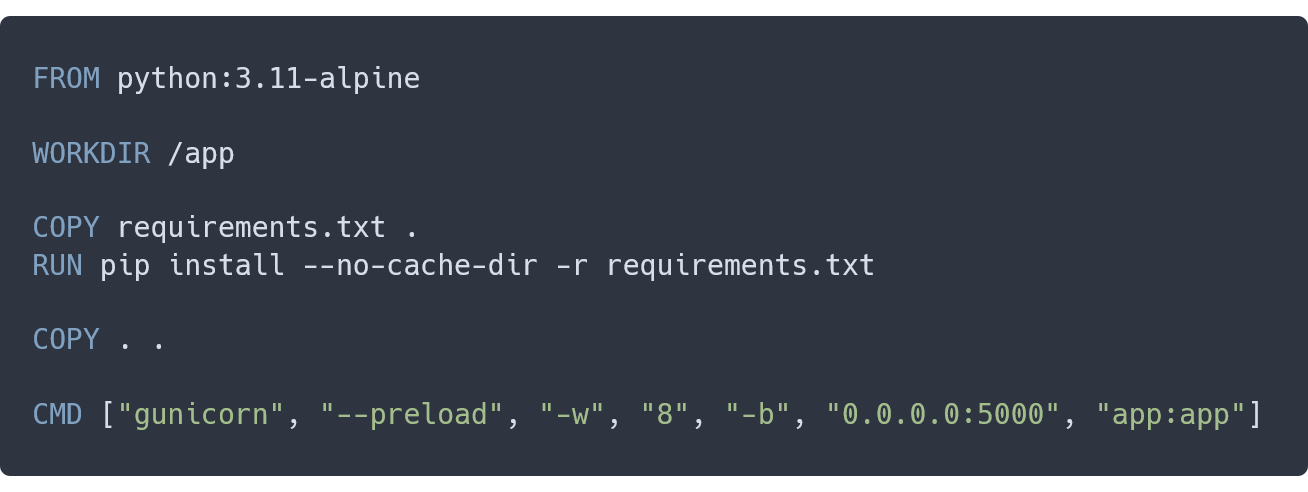 FROM python:3.11-alpine
WORKDIR /app
COPY requirements.txt .
RUN pip install --no-cache-dir -r requirements.txt
COPY . .
CMD ["gunicorn", "--preload", "-w", "8", "-b", "0.0.0.0:5000", "app:app"]